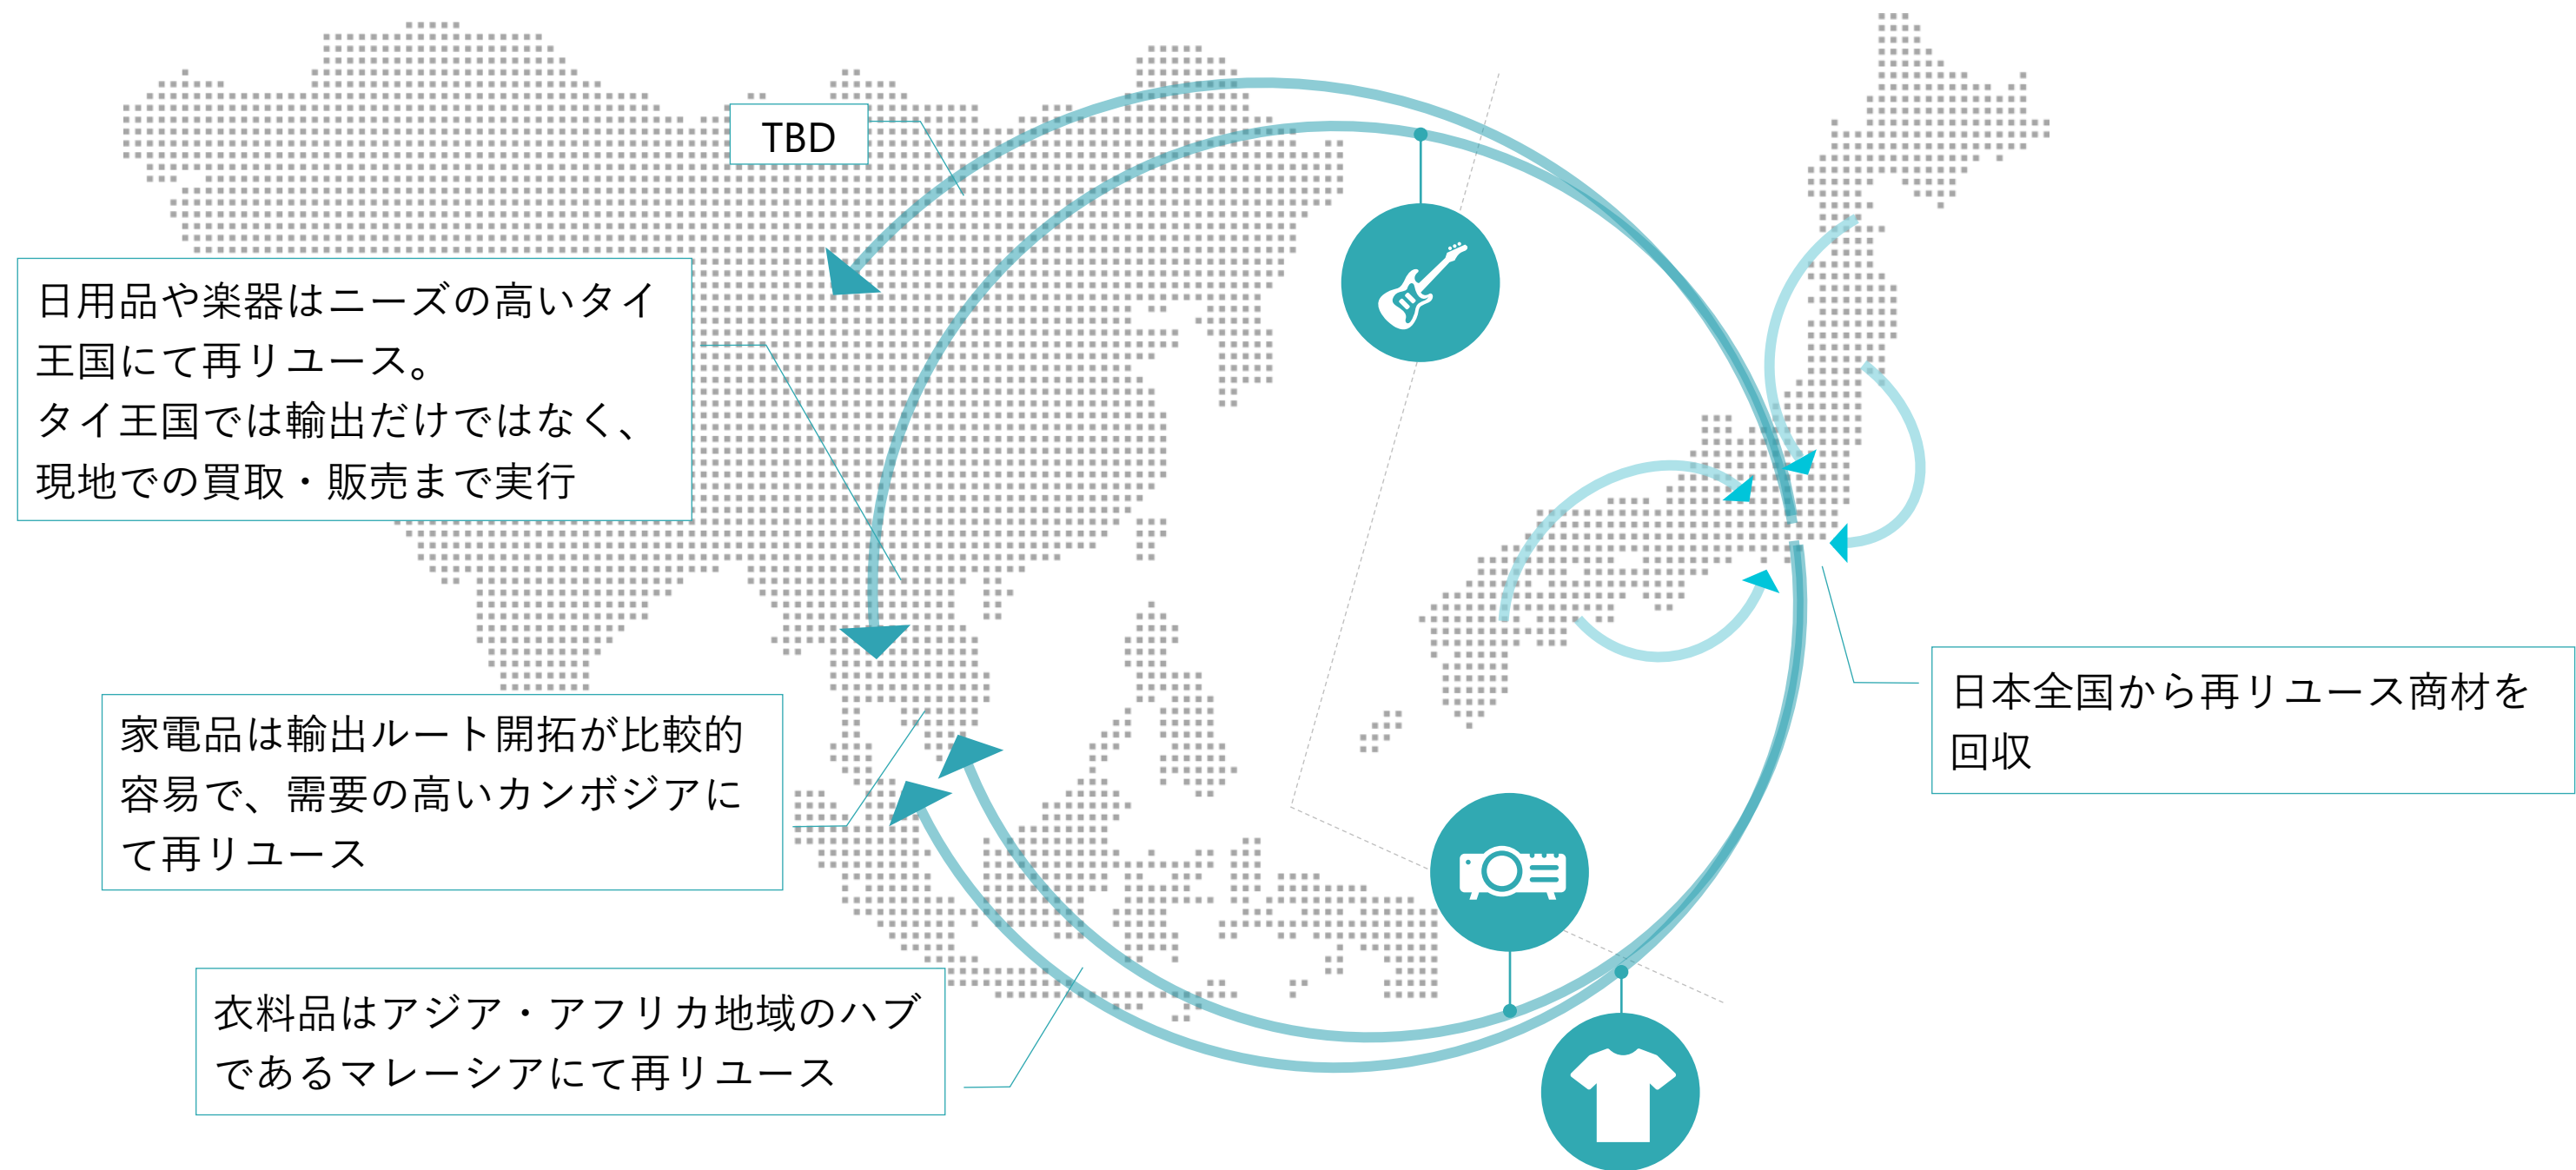 TBD
日用品や楽器はニーズの高いタイ
王国にて再リユース。
タイ王国では輸出だけではなく、
現地での買取・販売まで実行
家電品は輸出ルート開拓が比較的
容易で、需要の高いカンボジアに
て再リユース
衣料品はアジア・アフリカ地域のハブ
であるマレーシアにて再リユース
日本全国から再リユース商材を
回収